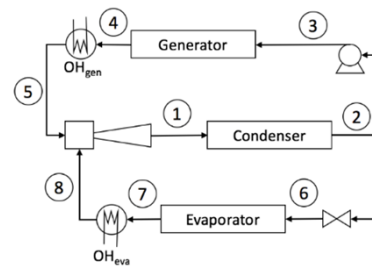 4 Generator 3
OHgen
5
1 Condenser 2
8 7 Evaporator 6
OHeva